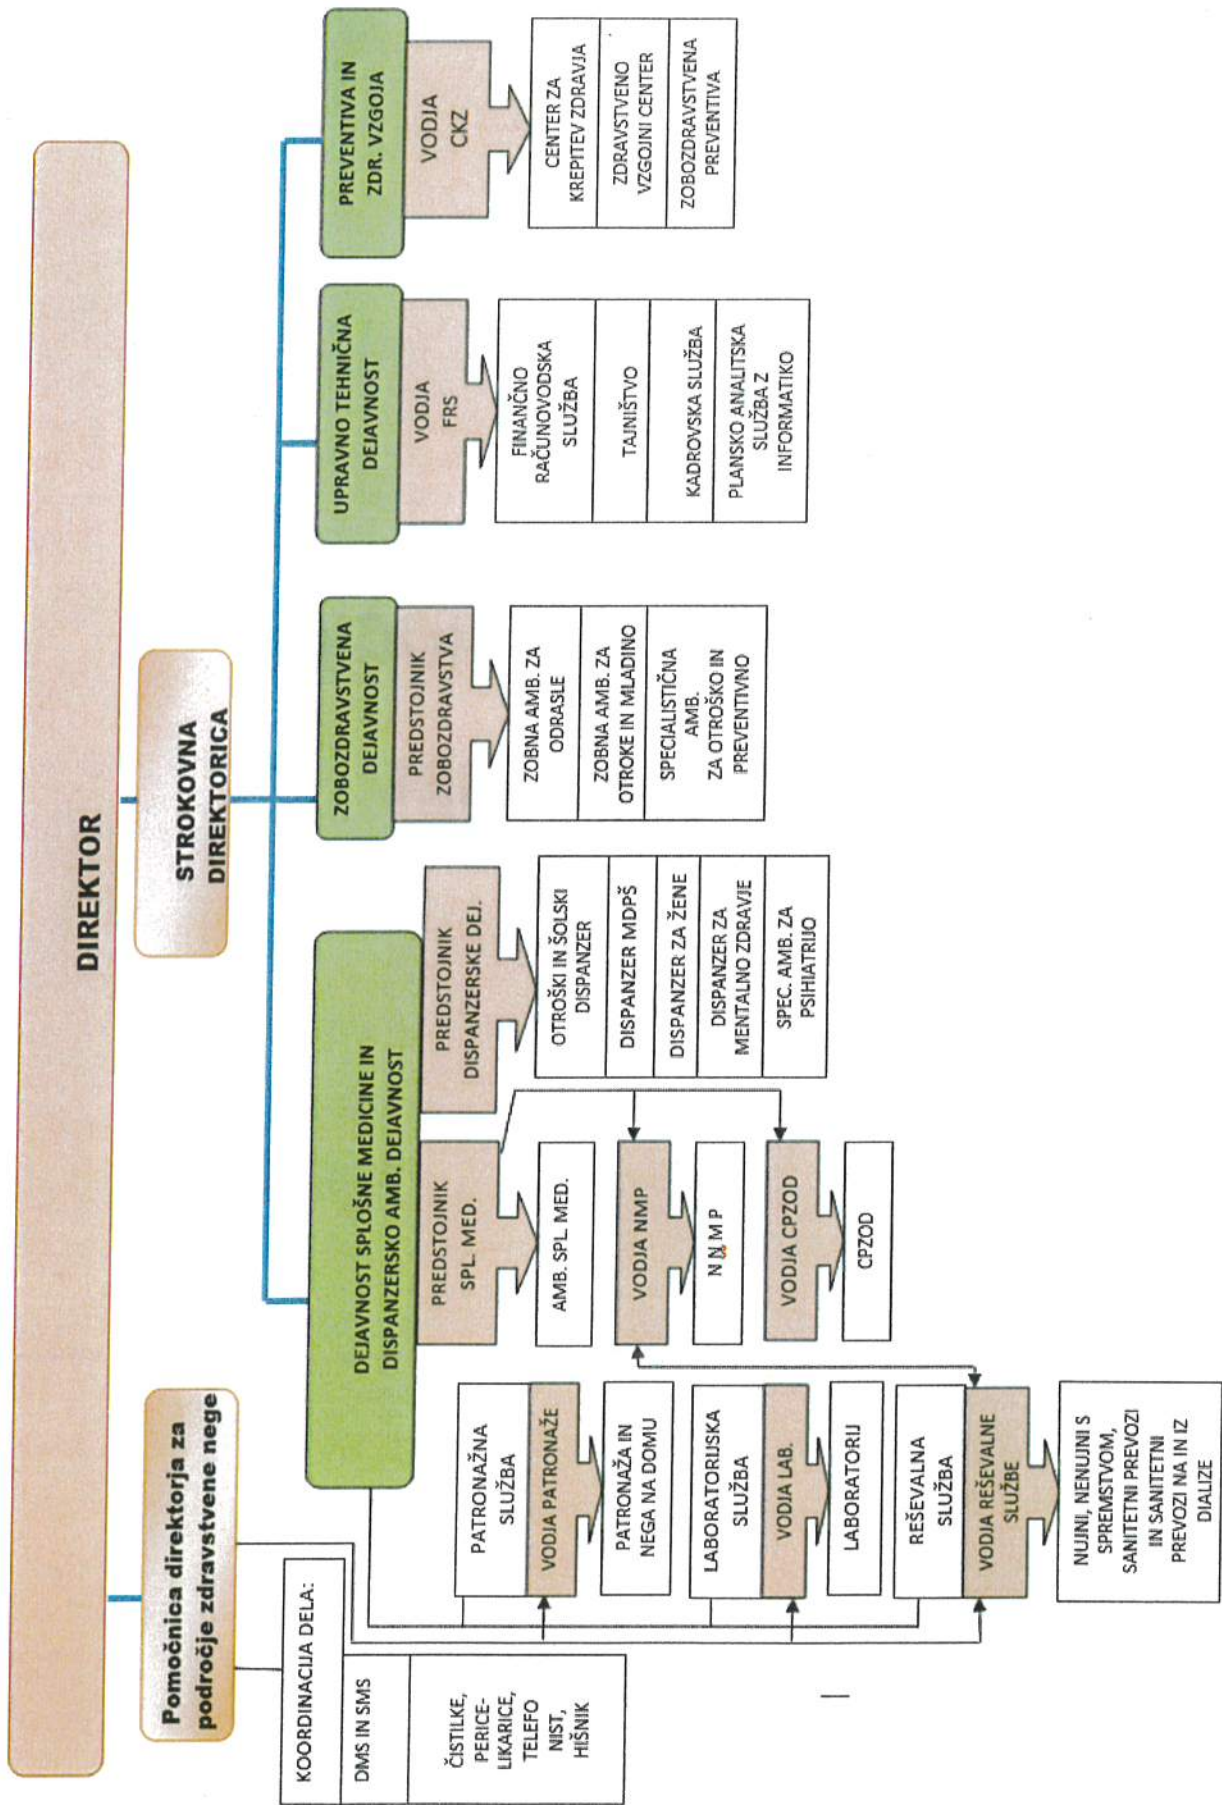 DIREKTOR
Pomočnica direktorja za
področje zdravstvene nege
STROKOVNA
DIREKTORICA
KOORDINACIJA DELA:
DMS IN SMS
ČISTILKE,
PERICE-
LIKARICE,
TELEFO
NIST,
HIŠNIK
DEJAVNOST SPLOŠNE MEDICINE IN
DISPANZERSKO AMB. DEJAVNOST
PATRONAŽNA
SLUŽBA
VODJA PATRONAŽE
PATRONAŽA IN
NEGA NA DOMU
LABORATORIJSKA
SLUŽBA
VODJA LAB.
LABORATORIJ
REŠEVALNA
SLUŽBA
VODJA REŠEVALNE
SLUŽBE
NUJNI, NENUJNI S
SPREMSTVOM,
SANITETNI PREVOZI
IN SANITETNI
PREVOZI NA IN IZ
DIALIZE
PREDSTOJNIK
SPL. MED.
AMB. SPL. MED.
VODJA NMP
N N M P
VODJA CPZOD
CPZOD
PREDSTOJNIK
DISPANZERSKE DEJ.
OTROŠKI IN ŠOLSKI
DISPANZER
DISPANZER MDPŠ
DISPANZER ZA ŽENE
DISPANZER ZA
MENTALNO ZDRAVJE
SPEC. AMB. ZA
PSIHIATRIJO
ZOBOZDRAVSTVENA
DEJAVNOST
PREDSTOJNIK
ZOBOZDRAVSTVA
ZOBNA AMB. ZA
ODRASLE
ZOBNA AMB. ZA
OTROKE IN MLADINO
SPECIALISTIČNA
AMB.
ZA OTROŠKO IN
PREVENTIVNO
UPRAVNO TEHNIČNA
DEJAVNOST
VODJA
FRS
FINANČNO
RAČUNOVODSKA
SLUŽBA
TAJNIŠTVO
KADROVSKA SLUŽBA
PLANSKO ANALITSKA
SLUŽBA Z
INFORMATIKO
PREVENTIVA IN
ZDR. VZGOJA
VODJA
CKZ
CENTER ZA
KREPITEV ZDRAVJA
ZDRAVSTVENO
VZGOJNI CENTER
ZOBOZDRAVSTVENA
PREVENTIVA